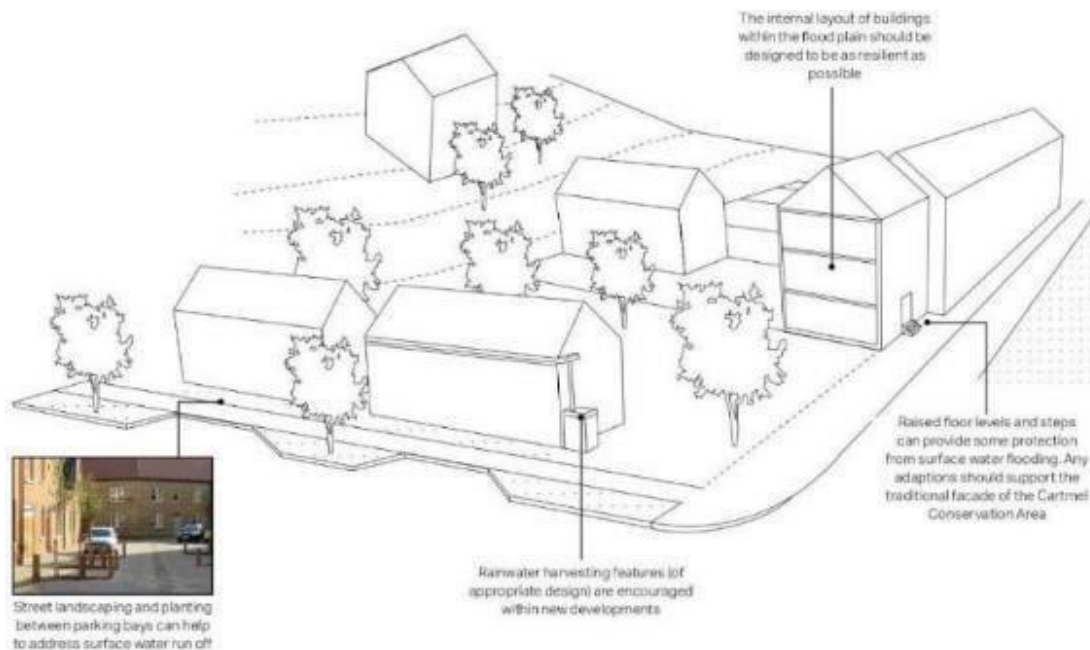 The internal layout of buildings
within the flood plain should be
designed to be as resilient as
possible
Raised floor levels and steps
can provide some protection
from surface water flooding. Any
adaptions should support the
traditional facade of the Cartmel
Conservation Area
Rainwater harvesting features (of
appropriate design) are encouraged
within new developments
Street landscaping and planting
between parking bays can help
to address surface water run off